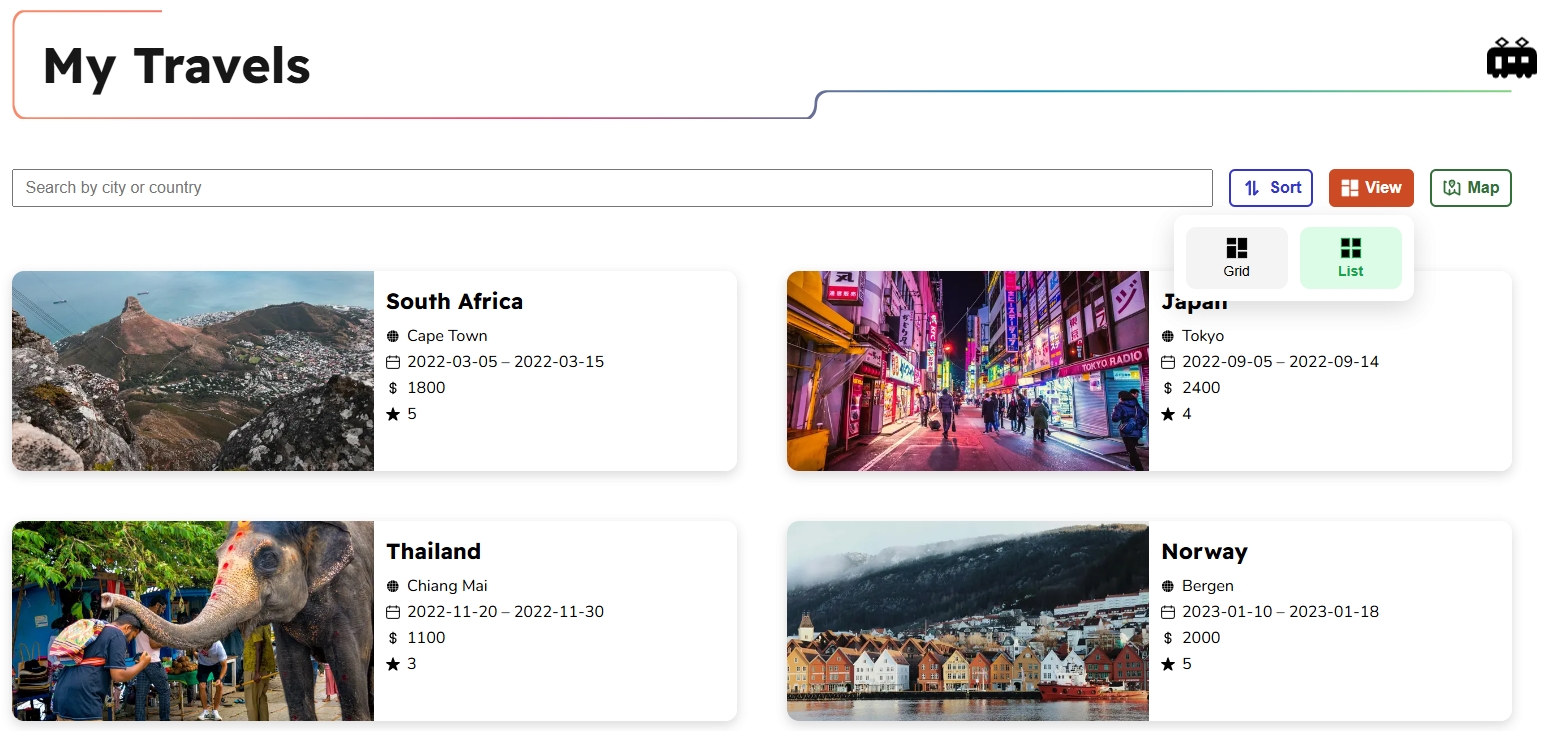 My Travels
Search by city or country
Sort
View
Map
Grid
List
South Africa
Cape Town
2022-03-05 – 2022-03-15
1800
5
TOKYO RADIO
Japan
Tokyo
2022-09-05 – 2022-09-14
$ 2400
4
Thailand
Chiang Mai
2022-11-20 – 2022-11-30
$ 1100
3
Norway
Bergen
2023-01-10 – 2023-01-18
$ 2000
5